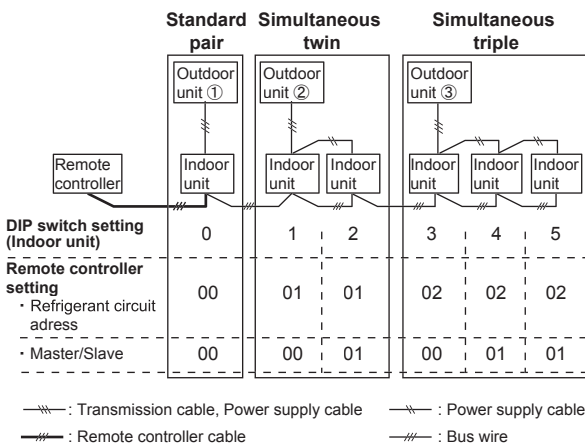 Standard pair
Simultaneous twin
Simultaneous triple
Outdoor unit ①
Outdoor unit ②
Outdoor unit ③
Remote controller
Indoor unit
Indoor unit
Indoor unit
Indoor unit
Indoor unit
Indoor unit
DIP switch setting (Indoor unit)
0 1 2 3 4 5
Remote controller setting
・Refrigerant circuit adress
00 01 01 02 02 02
・Master/Slave
00 00 01 00 01 01
: Transmission cable, Power supply cable
: Power supply cable
: Remote controller cable
: Bus wire